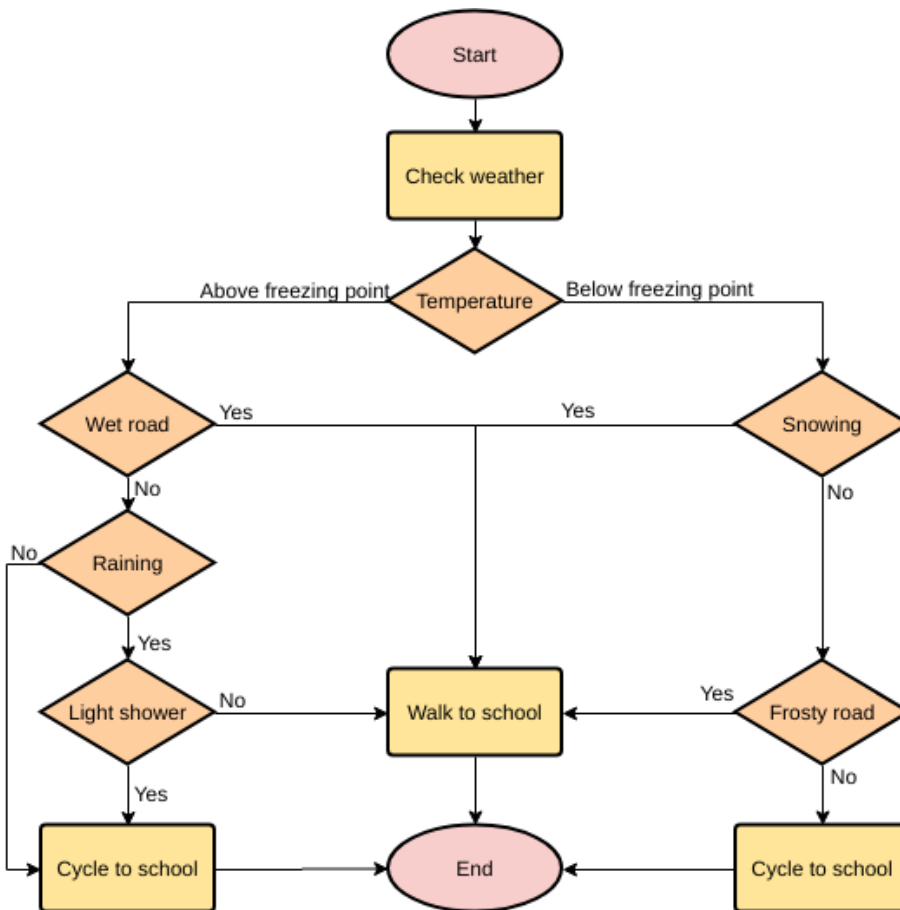 Start
Check weather
Above freezing point
Temperature
Below freezing point
Wet road
Yes
Yes
Snowing
No
No
No
Raining
Yes
Light shower
No
Walk to school
Yes
Frosty road
Yes
No
Cycle to school
End
Cycle to school